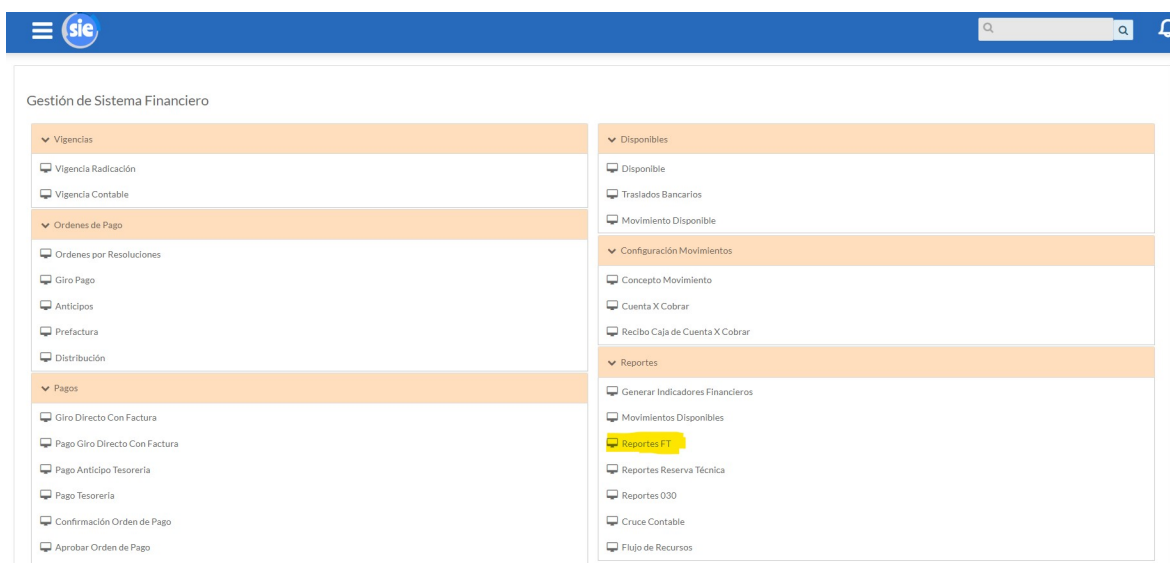 sie
Gestión de Sistema Financiero
Vigencias
Vigencia Radicación
Vigencia Contable
Ordenes de Pago
Ordenes por Resoluciones
Giro Pago
Anticipos
Prefactura
Distribución
Pagos
Giro Directo Con Factura
Pago Giro Directo Con Factura
Pago Anticipo Tesoreria
Pago Tesoreria
Confirmación Orden de Pago
Aprobar Orden de Pago
Disponibles
Disponible
Traslados Bancarios
Movimiento Disponible
Configuración Movimientos
Concepto Movimiento
Cuenta X Cobrar
Recibo Caja de Cuenta X Cobrar
Reportes
Generar Indicadores Financieros
Movimientos Disponibles
Reportes FT
Reportes Reserva Técnica
Reportes 030
Cruce Contable
Flujo de Recursos